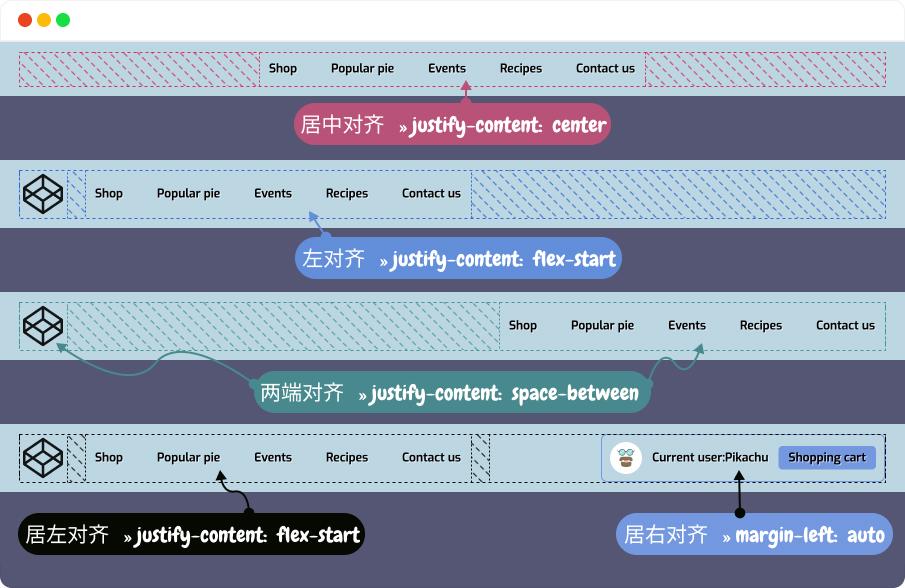 Shop Popular pie Events Recipes Contact us
居中对齐 » justify-content: center
Shop Popular pie Events Recipes Contact us
左对齐 » justify-content: flex-start
Shop Popular pie Events Recipes Contact us
两端对齐 » justify-content: space-between
Shop Popular pie Events Recipes Contact us Current user:Pikachu Shopping cart
居左对齐 » justify-content: flex-start 居右对齐 » margin-left: auto